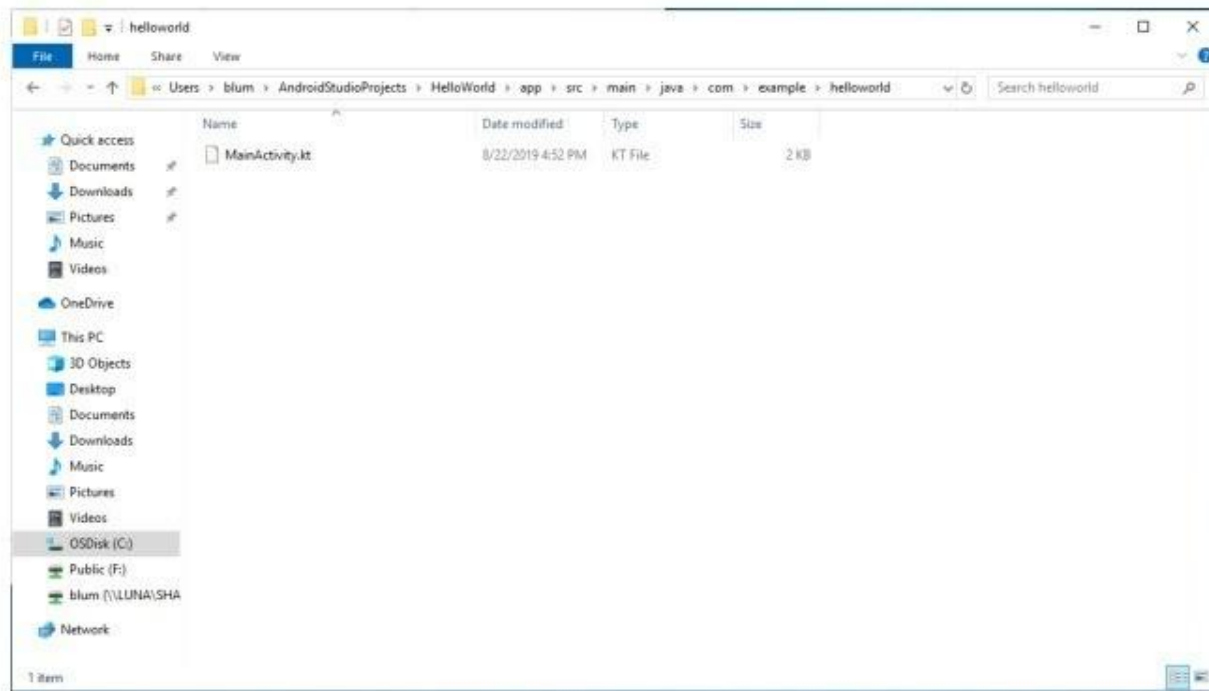 helloworld
File Home Share View
« Users › blum › AndroidStudioProjects › HelloWorld › app › src › main › java › com › example › helloworld Search helloworld
Name Date modified Type Size
MainActivity.kt 8/22/2019 4:52 PM KT File 2 KB
Quick access
Documents
Downloads
Pictures
Music
Videos
OneDrive
This PC
3D Objects
Desktop
Documents
Downloads
Music
Pictures
Videos
OSDisk (C:)
Public (F:)
blum (\\LUNA\SHA
Network
1 item